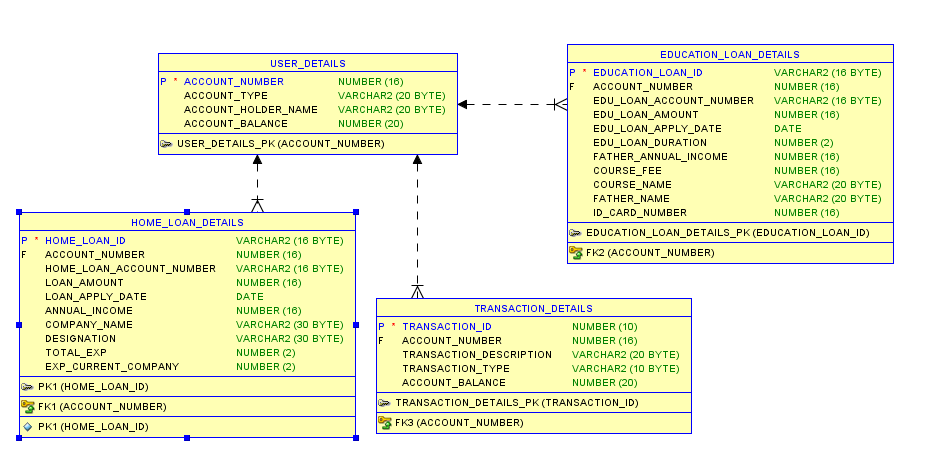 USER_DETAILS
P * ACCOUNT_NUMBER NUMBER (16)
ACCOUNT_TYPE VARCHAR2 (20 BYTE)
ACCOUNT_HOLDER_NAME VARCHAR2 (20 BYTE)
ACCOUNT_BALANCE NUMBER (20)
USER_DETAILS_PK (ACCOUNT_NUMBER)
EDUCATION_LOAN_DETAILS
P * EDUCATION_LOAN_ID VARCHAR2 (16 BYTE)
F ACCOUNT_NUMBER NUMBER (16)
EDU_LOAN_ACCOUNT_NUMBER VARCHAR2 (16 BYTE)
EDU_LOAN_AMOUNT NUMBER (16)
EDU_LOAN_APPLY_DATE DATE
EDU_LOAN_DURATION NUMBER (2)
FATHER_ANNUAL_INCOME NUMBER (16)
COURSE_FEE NUMBER (16)
COURSE_NAME VARCHAR2 (20 BYTE)
FATHER_NAME VARCHAR2 (20 BYTE)
ID_CARD_NUMBER NUMBER (16)
EDUCATION_LOAN_DETAILS_PK (EDUCATION_LOAN_ID)
FK2 (ACCOUNT_NUMBER)
HOME_LOAN_DETAILS
P * HOME_LOAN_ID VARCHAR2 (16 BYTE)
F ACCOUNT_NUMBER NUMBER (16)
HOME_LOAN_ACCOUNT_NUMBER VARCHAR2 (16 BYTE)
LOAN_AMOUNT NUMBER (16)
LOAN_APPLY_DATE DATE
ANNUAL_INCOME NUMBER (16)
COMPANY_NAME VARCHAR2 (30 BYTE)
DESIGNATION VARCHAR2 (30 BYTE)
TOTAL_EXP NUMBER (2)
EXP_CURRENT_COMPANY NUMBER (2)
PK1 (HOME_LOAN_ID)
FK1 (ACCOUNT_NUMBER)
PK1 (HOME_LOAN_ID)
TRANSACTION_DETAILS
P * TRANSACTION_ID NUMBER (10)
F ACCOUNT_NUMBER NUMBER (16)
TRANSACTION_DESCRIPTION VARCHAR2 (20 BYTE)
TRANSACTION_TYPE VARCHAR2 (10 BYTE)
ACCOUNT_BALANCE NUMBER (20)
TRANSACTION_DETAILS_PK (TRANSACTION_ID)
FK3 (ACCOUNT_NUMBER)